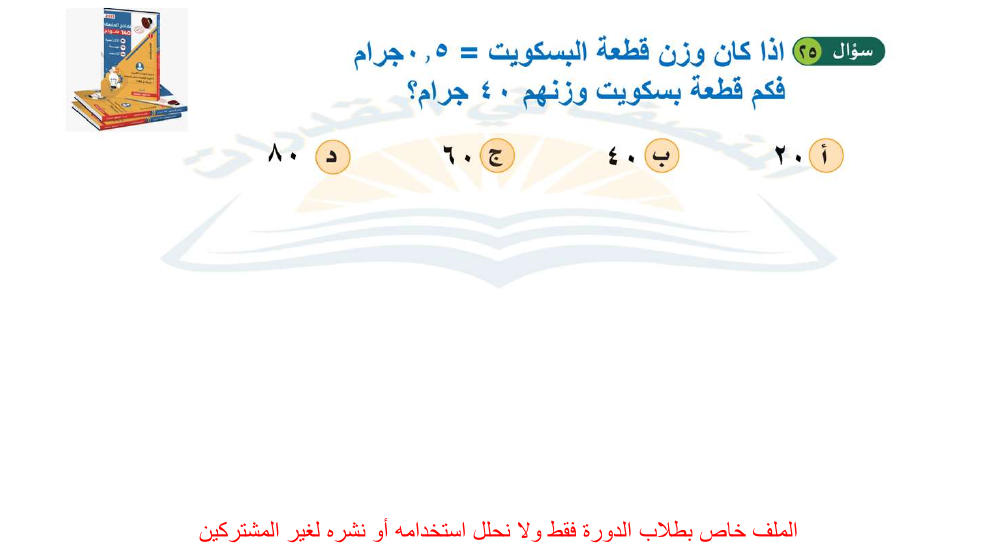 سؤال ٢٥ اذا كان وزن قطعة البسكويت = ٠,٥جرام
فكم قطعة بسكويت وزنهم ٤٠ جرام؟
أ ٢٠ ب ٤٠ ج ٦٠ د ٨٠
الملف خاص بطلاب الدورة فقط ولا نحلل استخدامه أو نشره لغير المشتركين